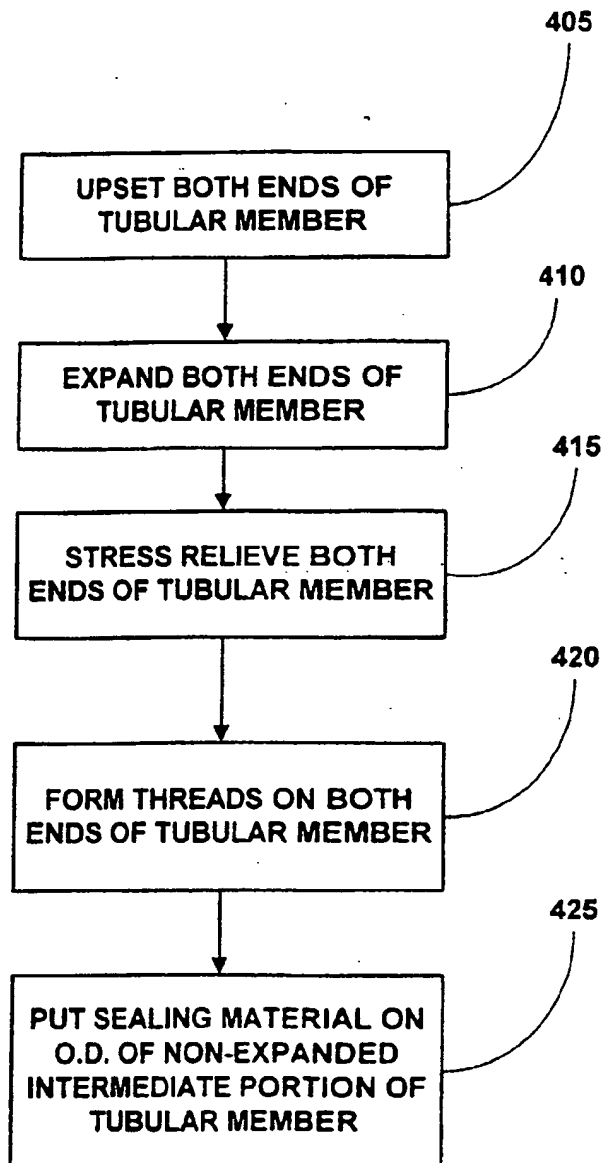 405
UPSET BOTH ENDS OF
TUBULAR MEMBER
410
EXPAND BOTH ENDS OF
TUBULAR MEMBER
415
STRESS RELIEVE BOTH
ENDS OF TUBULAR MEMBER
420
FORM THREADS ON BOTH
ENDS OF TUBULAR MEMBER
425
PUT SEALING MATERIAL ON
O.D. OF NON-EXPANDED
INTERMEDIATE PORTION OF
TUBULAR MEMBER